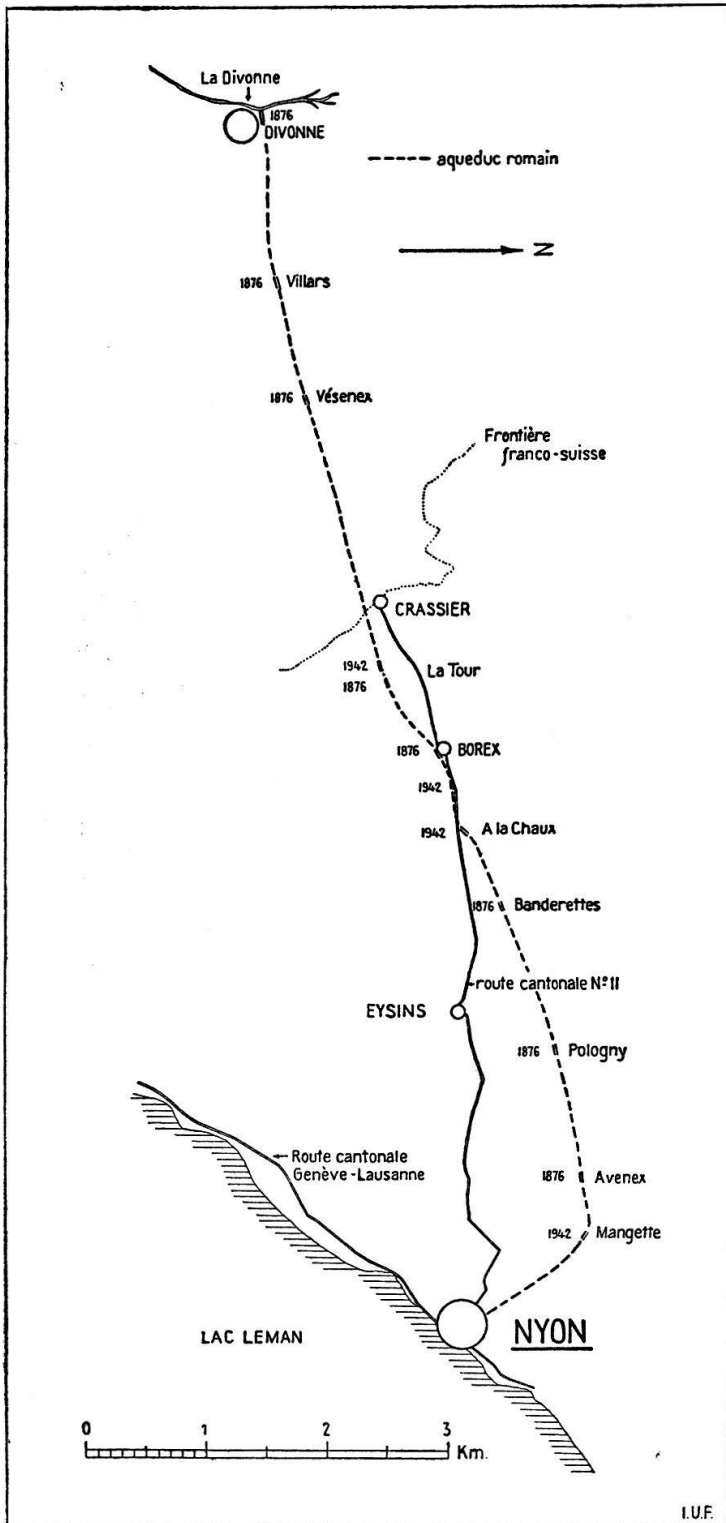 La Divonne
1876
DIVONNE
aqueduc romain
N
1876 Villars
1876 Vésenex
Frontière
franco-suisse
CRASSIER
1942
La Tour
1876
1876 BOREX
1942
1942 A la Chaux
1876 Banderettes
route cantonale N° 11
EYSINS
1876 Pologny
Route cantonale
Genève-Lausanne
1876 Avenex
1942 Mangette
LAC LEMAN
NYON
0 1 2 3
Km.
I.U.F.